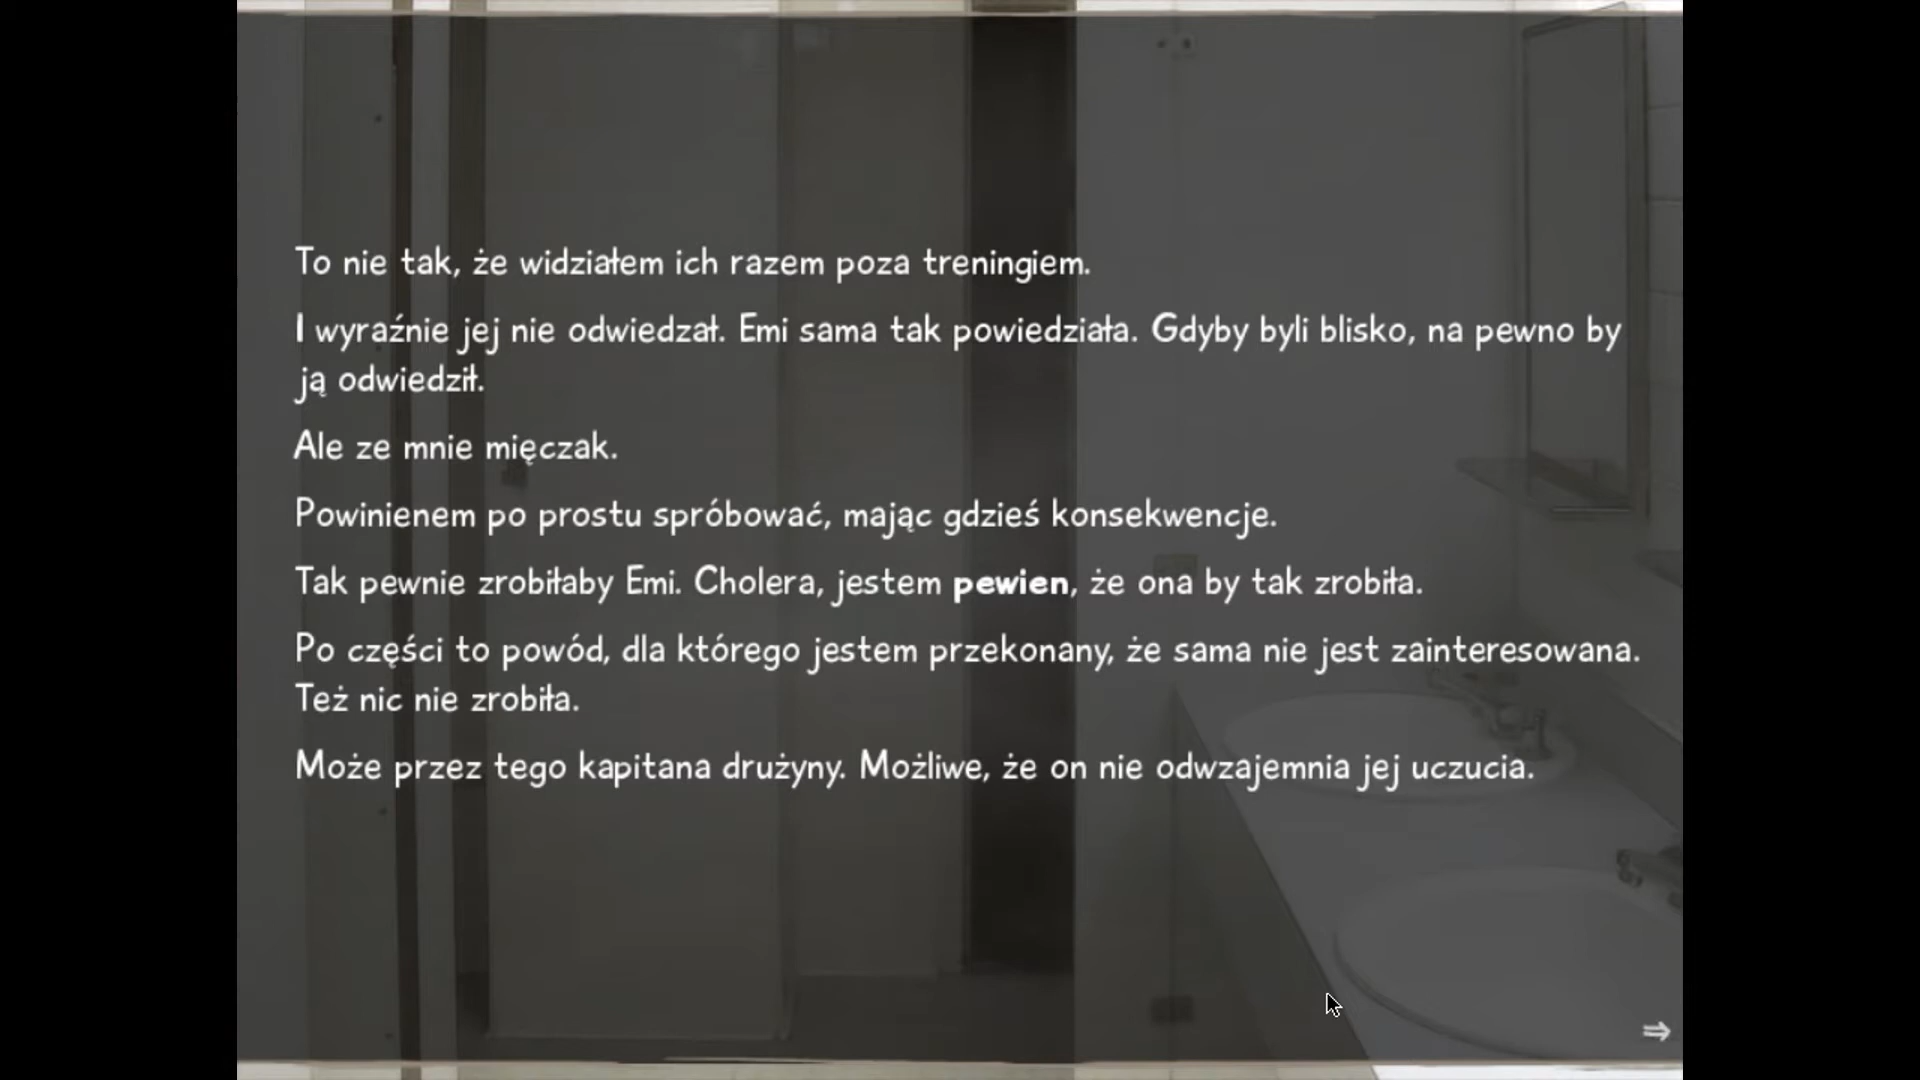 To nie tak, że widziałem ich razem poza treningiem.
I wyraźnie jej nie odwiedzał. Emi sama tak powiedziała. Gdyby byli blisko, na pewno by
ją odwiedził.
Ale ze mnie mięczak.
Powinienem po prostu spróbować, mając gdzieś konsekwencje.
Tak pewnie zrobiłaby Emi. Cholera, jestem pewien, że ona by tak zrobiła.
Po części to powód, dla którego jestem przekonany, że sama nie jest zainteresowana.
Też nic nie zrobiła.
Może przez tego kapitana drużyny. Możliwe, że on nie odwzajemnia jej uczucia.